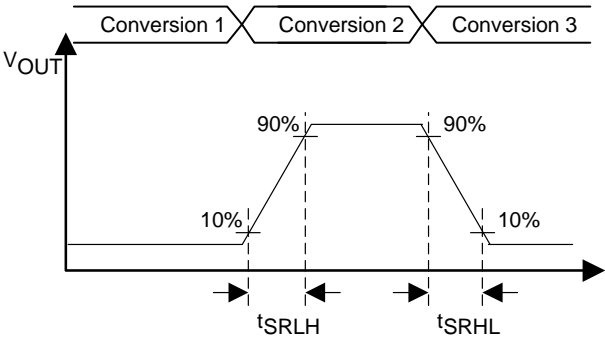 Conversion 1 Conversion 2 Conversion 3
VOUT
90% 90%
10% 10%
tSRLH tSRHL